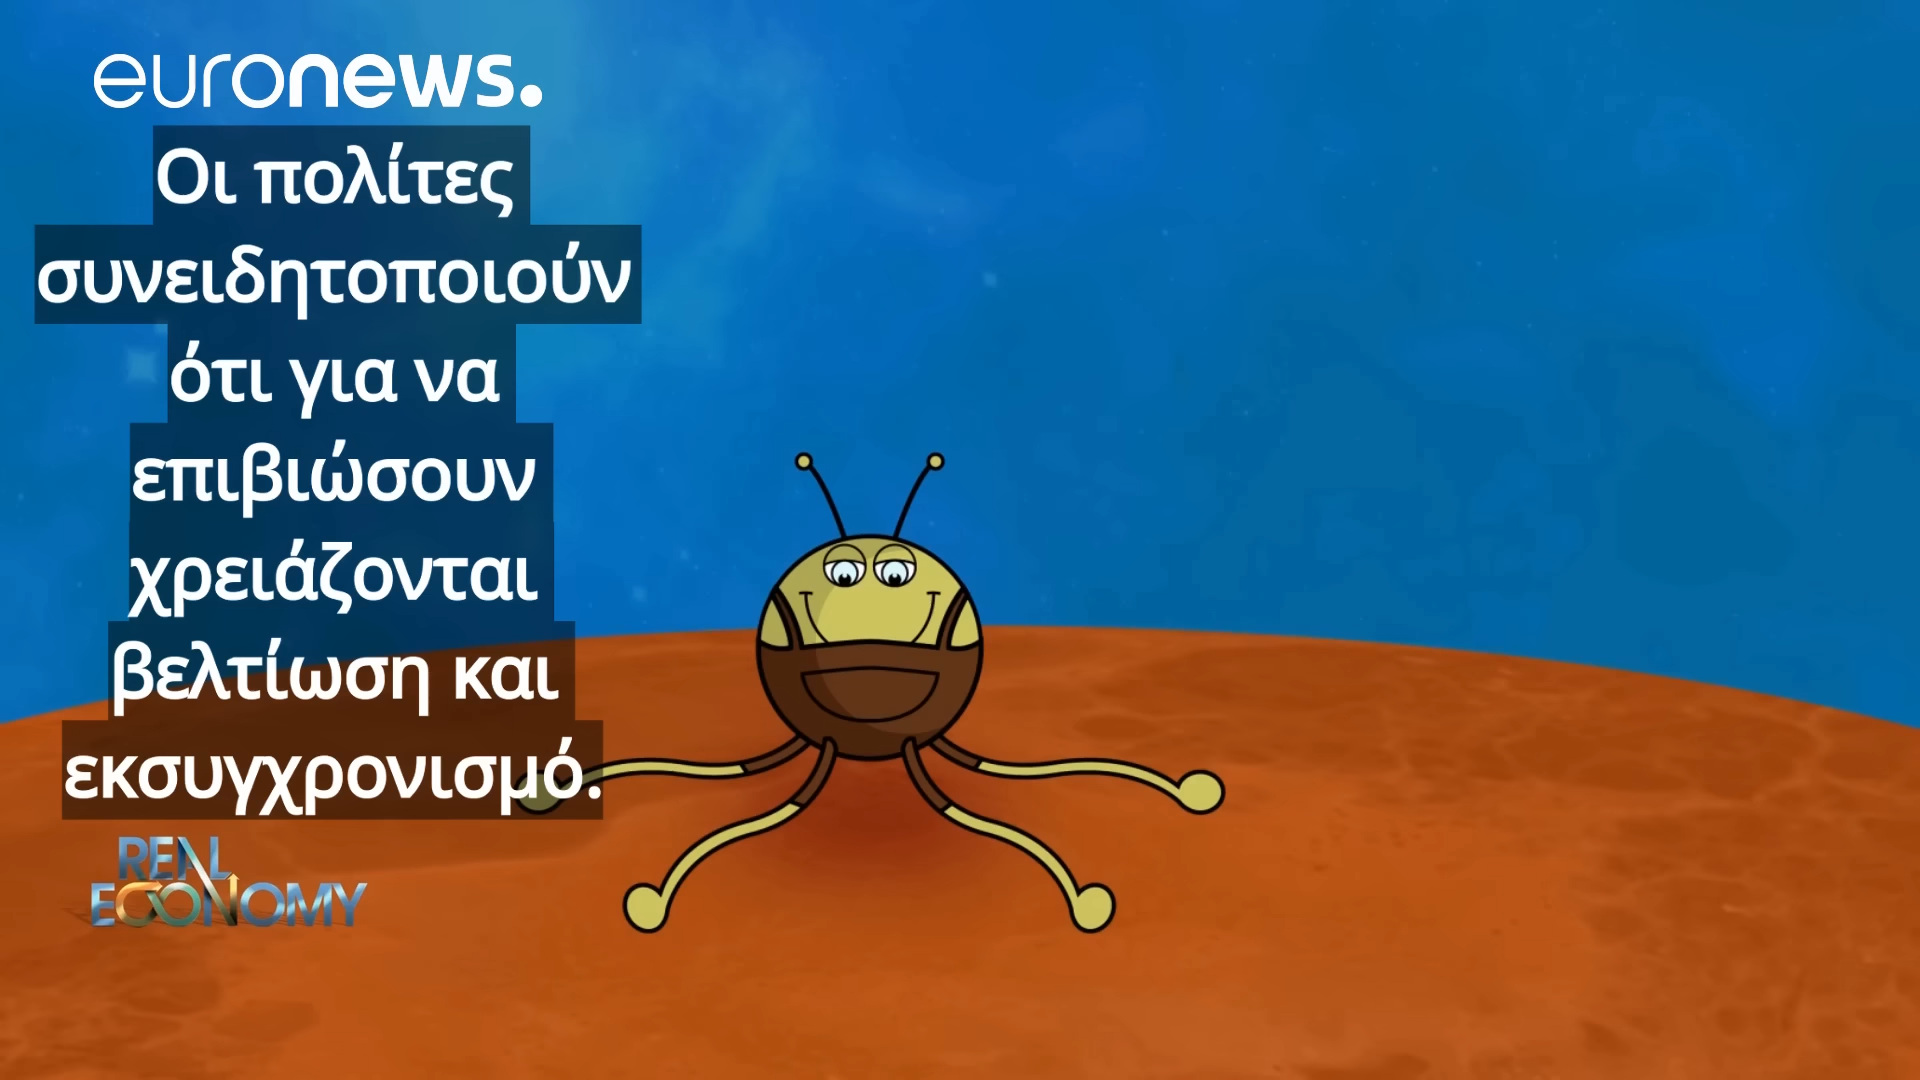 euronews.
Οι πολίτες
συνειδητοποιούν
ότι για να
επιβιώσουν
χρειάζονται
βελτίωση και
εκσυγχρονισμό.
REAL
ECONOMY